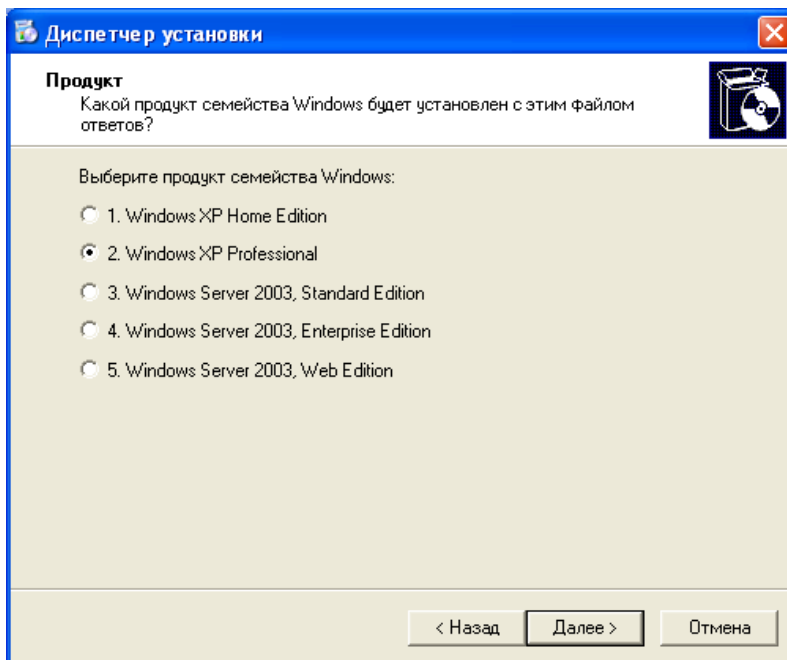 Диспетчер установки
Продукт
Какой продукт семейства Windows будет установлен с этим файлом
ответов?
Выберите продукт семейства Windows:
1. Windows XP Home Edition
2. Windows XP Professional
3. Windows Server 2003, Standard Edition
4. Windows Server 2003, Enterprise Edition
5. Windows Server 2003, Web Edition
< Назад Далее > Отмена